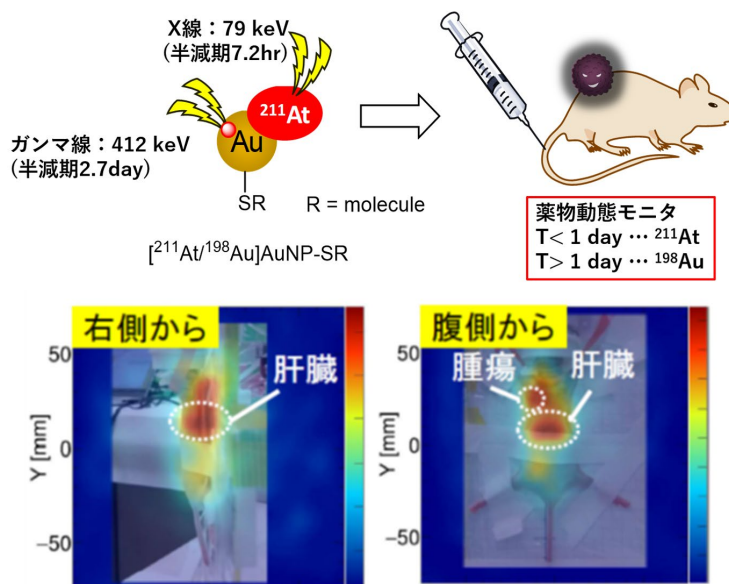 X線：79 keV
(半減期7.2hr)
²¹¹At
Au
ガンマ線：412 keV
(半減期2.7day)
SR
R = molecule
[²¹¹At/¹⁹⁸Au]AuNP-SR
薬物動態モニタ
T< 1 day … ²¹¹At
T> 1 day … ¹⁹⁸Au
右側から
肝臓
Y [mm]
50
0
−50
腹側から
腫瘍
肝臓
Y [mm]
50
0
−50